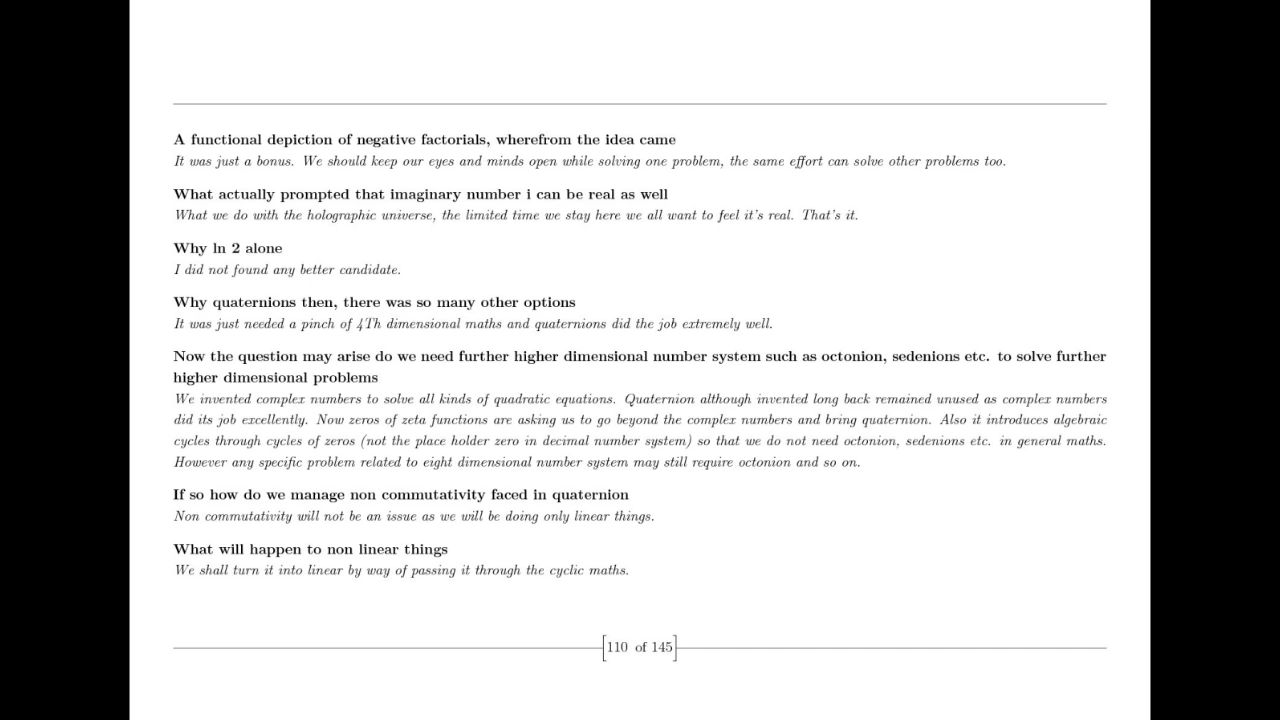 A functional depiction of negative factorials, wherefrom the idea came
It was just a bonus. We should keep our eyes and minds open while solving one problem, the same effort can solve other problems too.
What actually prompted that imaginary number i can be real as well
What we do with the holographic universe, the limited time we stay here we all want to feel it's real. That's it.
Why ln 2 alone
I did not found any better candidate.
Why quaternions then, there was so many other options
It was just needed a pinch of 4Th dimensional maths and quaternions did the job extremely well.
Now the question may arise do we need further higher dimensional number system such as octonion, sedenions etc. to solve further
higher dimensional problems
We invented complex numbers to solve all kinds of quadratic equations. Quaternion although invented long back remained unused as complex numbers
did its job excellently. Now zeros of zeta functions are asking us to go beyond the complex numbers and bring quaternion. Also it introduces algebraic
cycles through cycles of zeros (not the place holder zero in decimal number system) so that we do not need octonion, sedenions etc. in general maths.
However any specific problem related to eight dimensional number system may still require octonion and so on.
If so how do we manage non commutativity faced in quaternion
Non commutativity will not be an issue as we will be doing only linear things.
What will happen to non linear things
We shall turn it into linear by way of passing it through the cyclic maths.
[110 of 145]